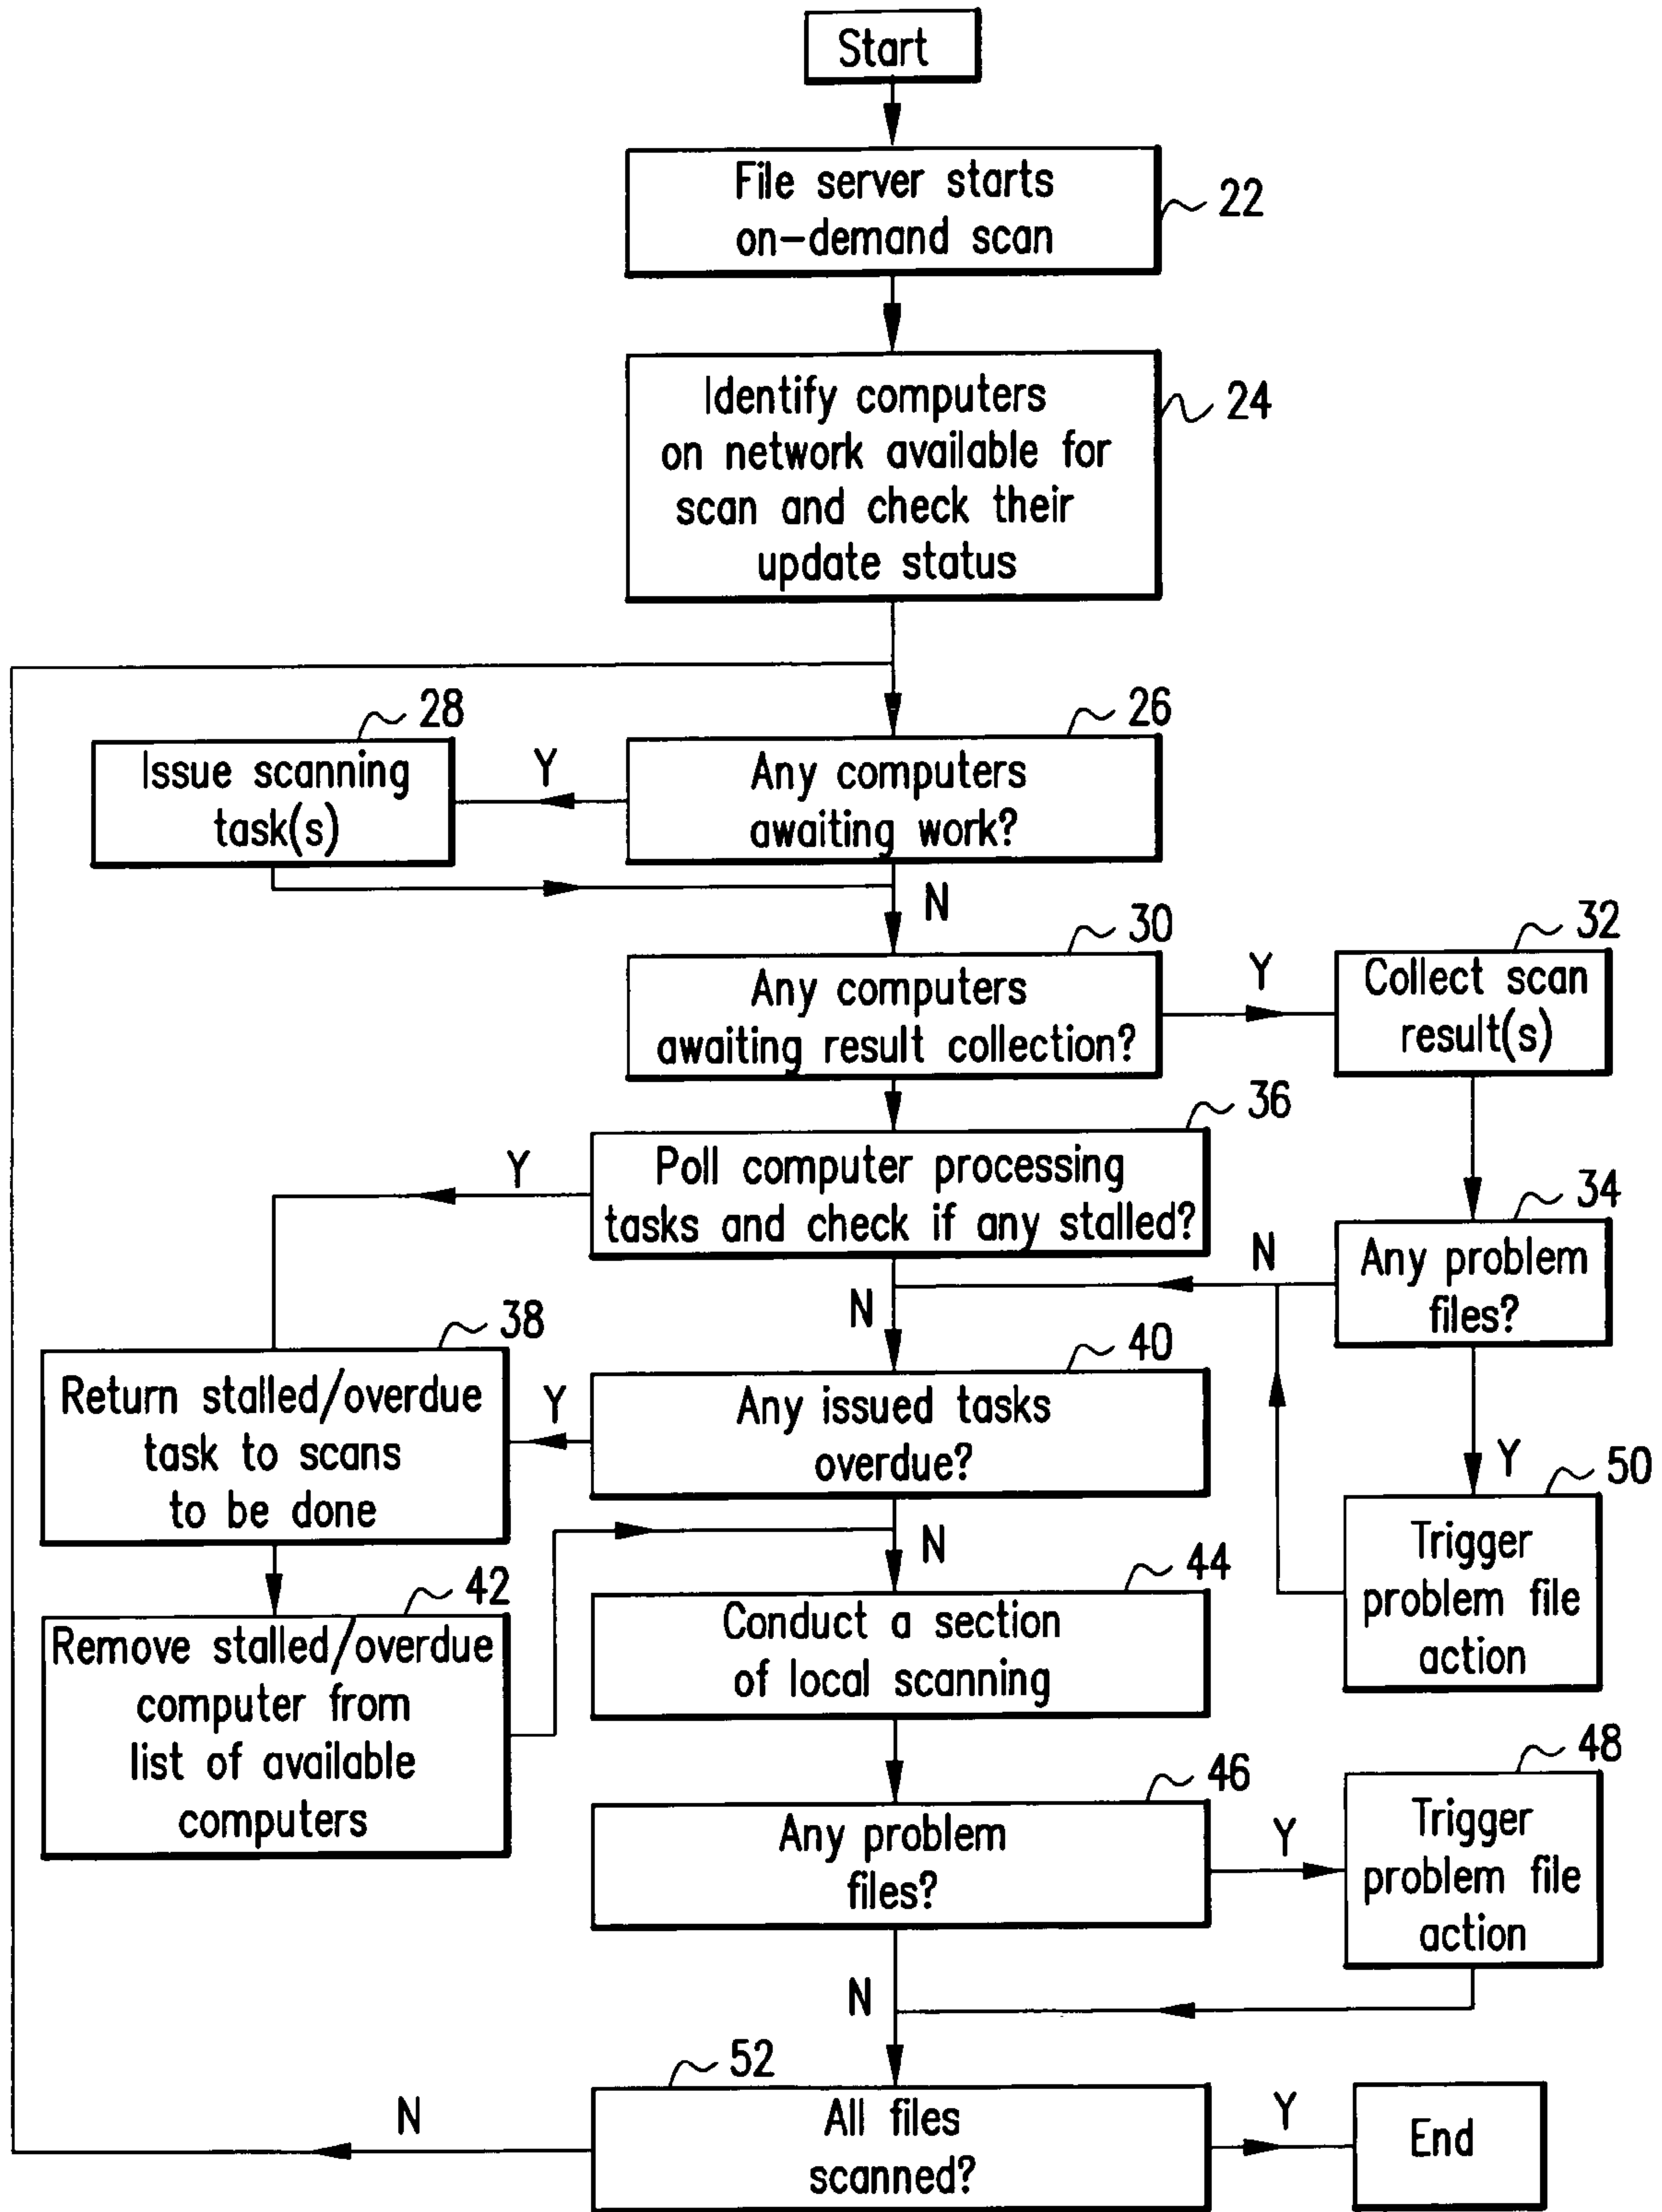 Start
File server starts
on-demand scan
22
Identify computers
on network available for
scan and check their
update status
24
28
Issue scanning
task(s)
Y
26
Any computers
awaiting work?
N
30
Any computers
awaiting result collection?
Y
32
Collect scan
result(s)
36
Poll computer processing
tasks and check if any stalled?
Y
N
34
Any problem
files?
N
Y
38
Return stalled/overdue
task to scans
to be done
Y
40
Any issued tasks
overdue?
N
50
Trigger
problem file
action
42
Remove stalled/overdue
computer from
list of available
computers
44
Conduct a section
of local scanning
46
Any problem
files?
Y
48
Trigger
problem file
action
N
52
All files
scanned?
N
Y
End